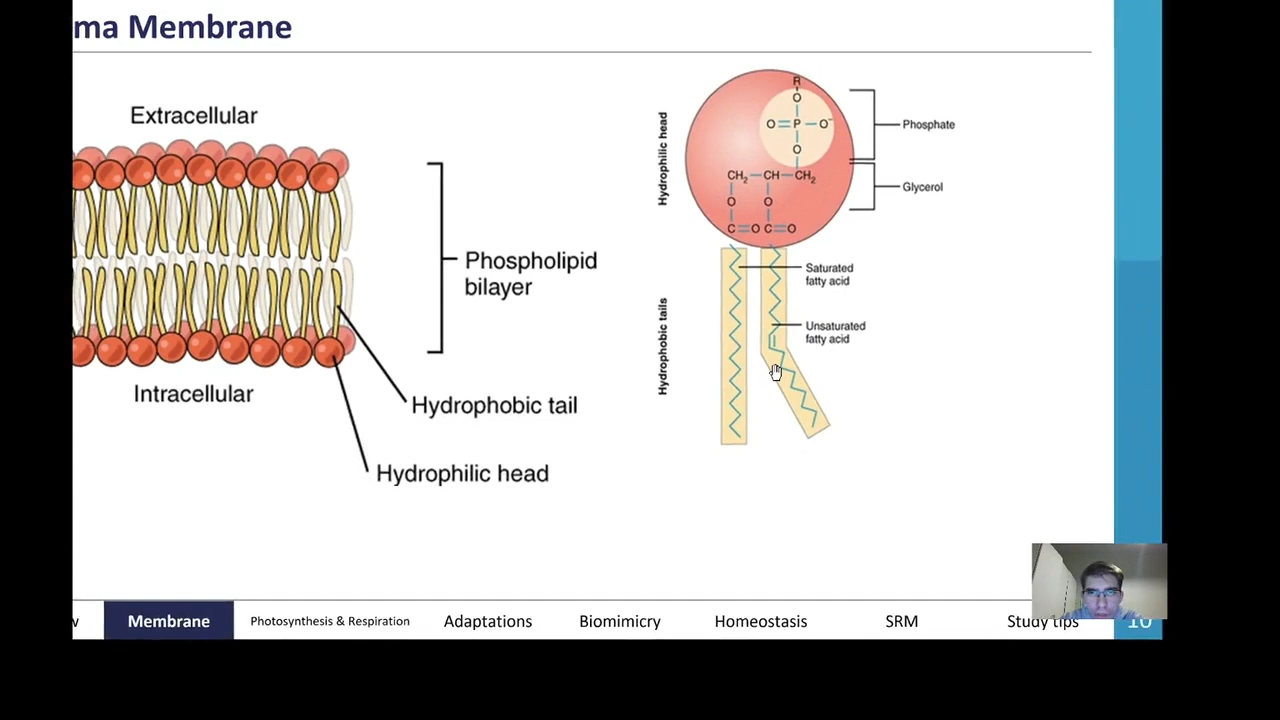 ma Membrane
Extracellular
Phospholipid
bilayer
Intracellular
Hydrophobic tail
Hydrophilic head
Hydrophilic head
Hydrophobic tails
R
O
O=P—O⁻
O
CH₂—CH—CH₂
O O
C=O C=O
Phosphate
Glycerol
Saturated
fatty acid
Unsaturated
fatty acid
w Membrane Photosynthesis & Respiration Adaptations Biomimicry Homeostasis SRM Study tips 10